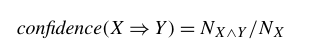 confidence(X ⇒ Y) = N_{X∧Y}/N_X